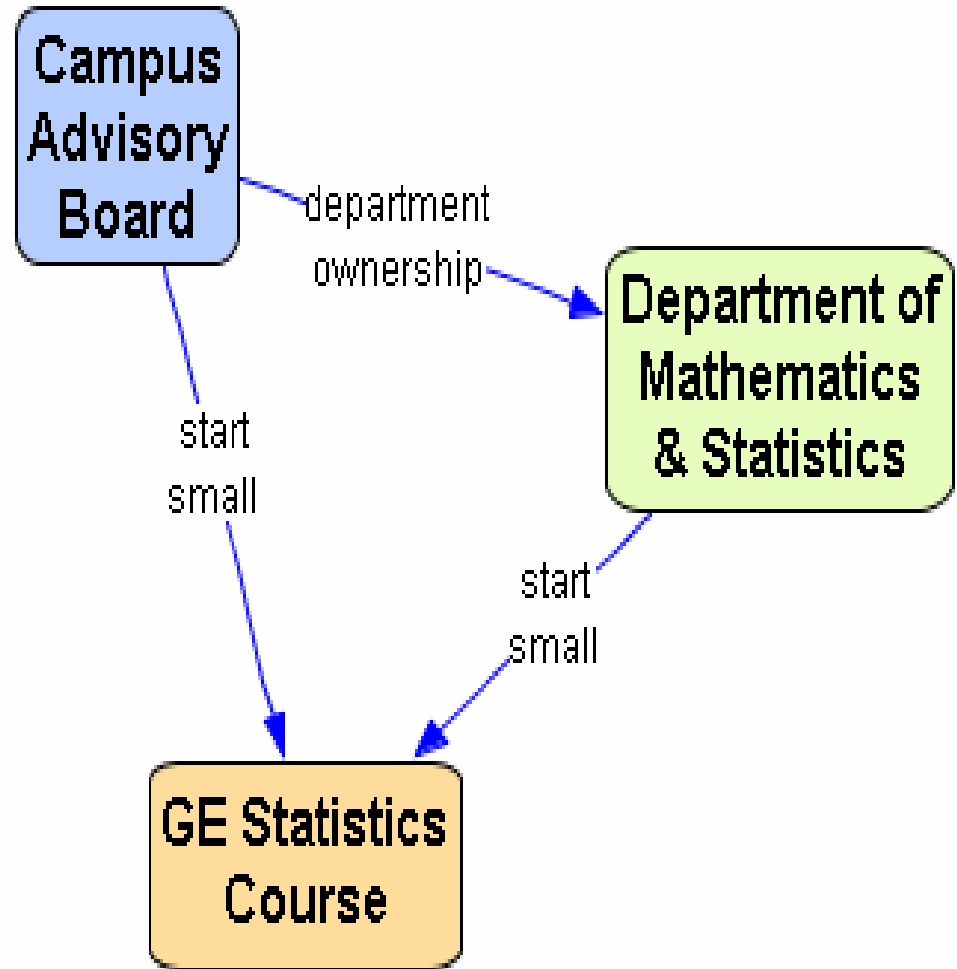 Campus
Advisory
Board
department
ownership
Department of
Mathematics
& Statistics
start
small
start
small
GE Statistics
Course